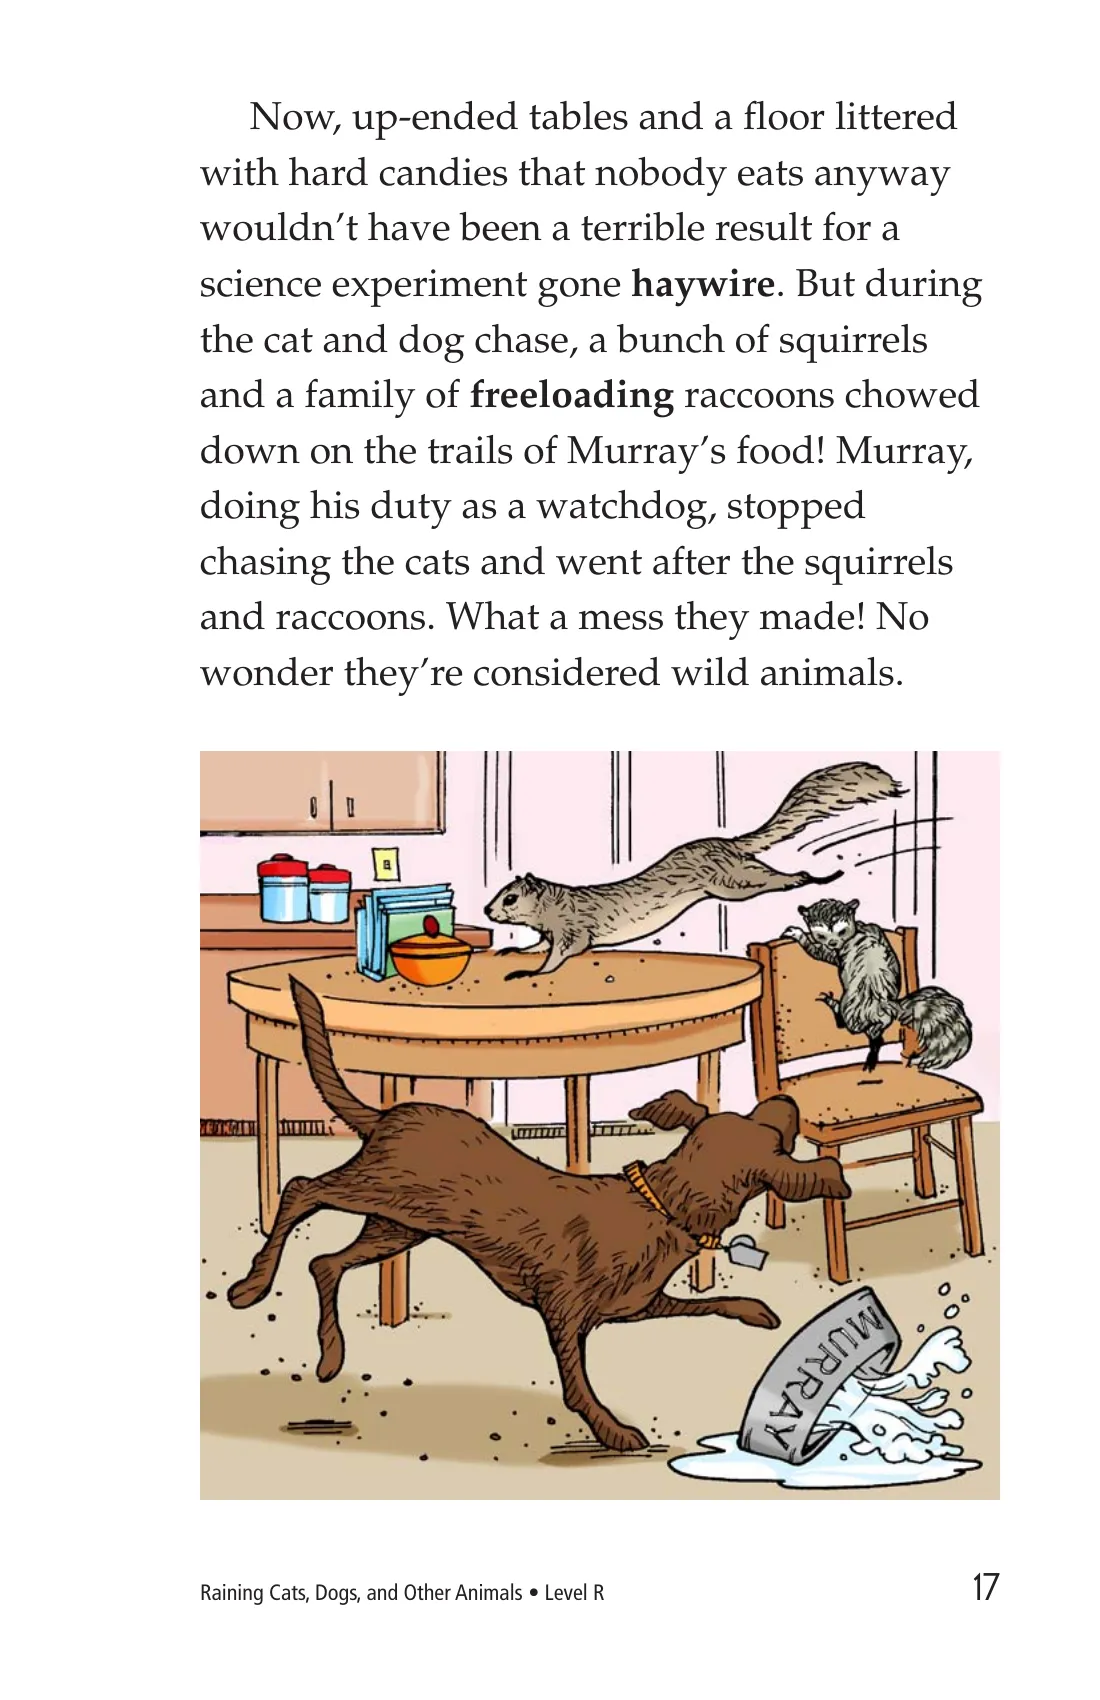 Now, up-ended tables and a floor littered
with hard candies that nobody eats anyway
wouldn’t have been a terrible result for a
science experiment gone haywire. But during
the cat and dog chase, a bunch of squirrels
and a family of freeloading raccoons chowed
down on the trails of Murray’s food! Murray,
doing his duty as a watchdog, stopped
chasing the cats and went after the squirrels
and raccoons. What a mess they made! No
wonder they’re considered wild animals.
MURRAY
Raining Cats, Dogs, and Other Animals • Level R
17